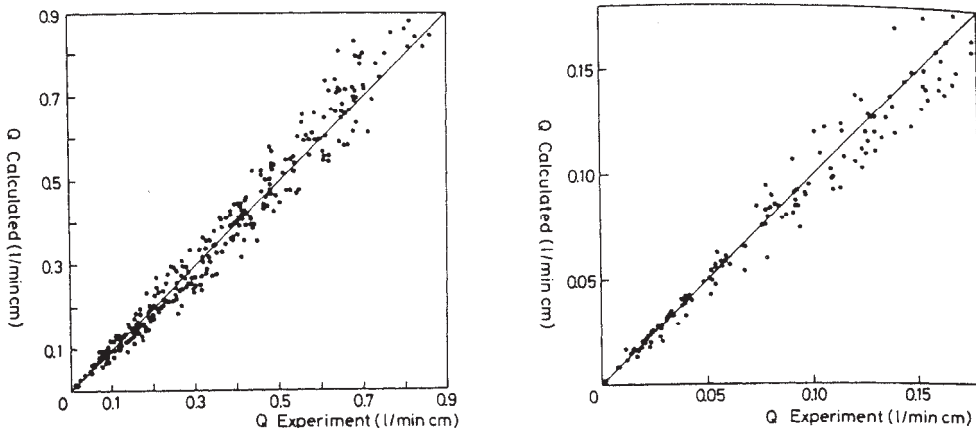 0.9
0.7
0.5
0.3
0.1
Q Calculated (l/min cm)
0 0.1 0.3 0.5 0.7 0.9
Q Experiment (l/min cm)
0.15
0.10
0.05
Q Calculated (l/min cm)
0 0.05 0.10 0.15
Q Experiment (l/min cm)